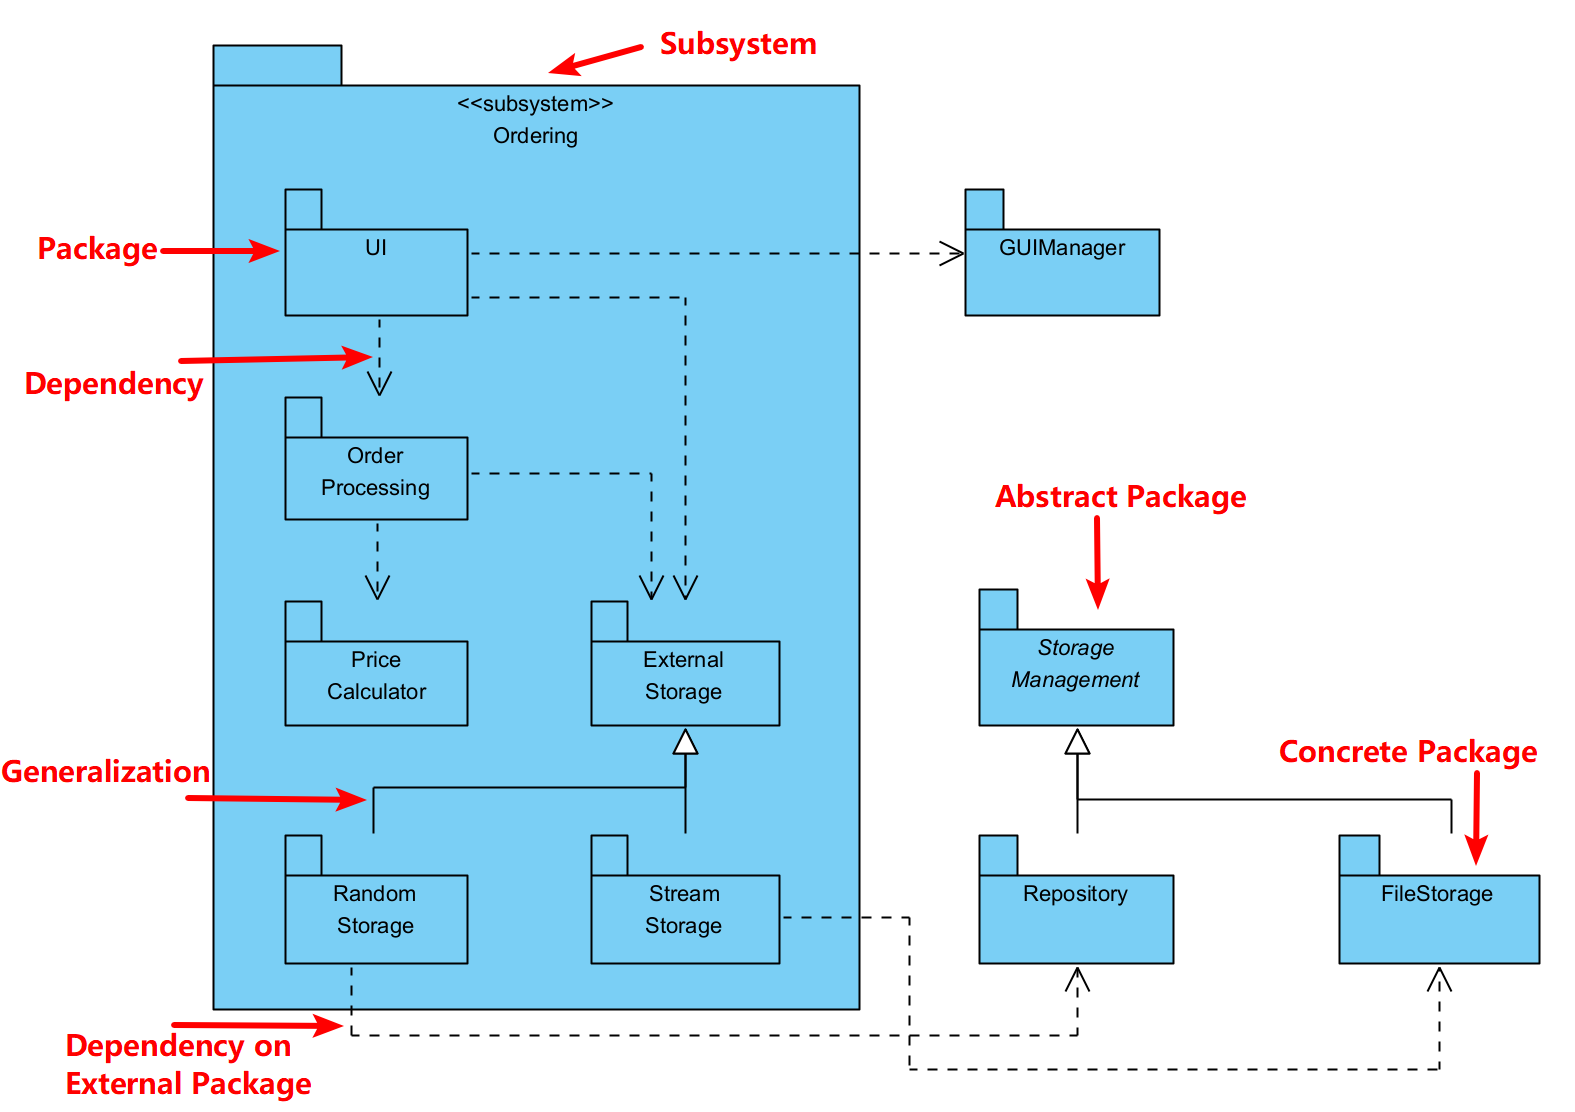 Subsystem
<<subsystem>>
Ordering
Package
UI
GUIManager
Dependency
Order
Processing
Abstract Package
Price
Calculator
External
Storage
Storage
Management
Generalization
Concrete Package
Random
Storage
Stream
Storage
Repository
FileStorage
Dependency on
External Package